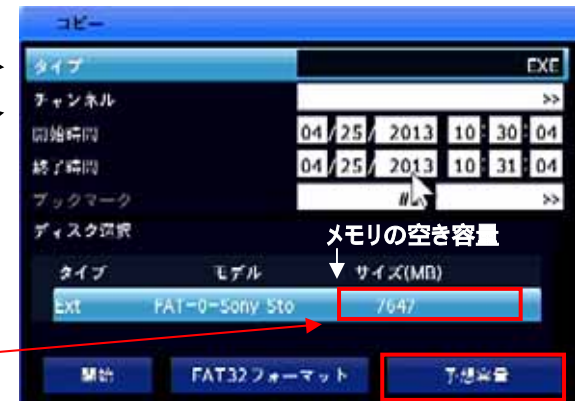 コピー
タイプ EXE
チャンネル >>
開始時間 04/25/2013 10:30:04
終了時間 04/25/2013 10:31:04
ブックマーク >>
ディスク選択
メモリの空き容量
タイプ モデル サイズ(MB)
Ext FAT-0-Sony Sto 7647
開始 FAT32フォーマット 予想容量